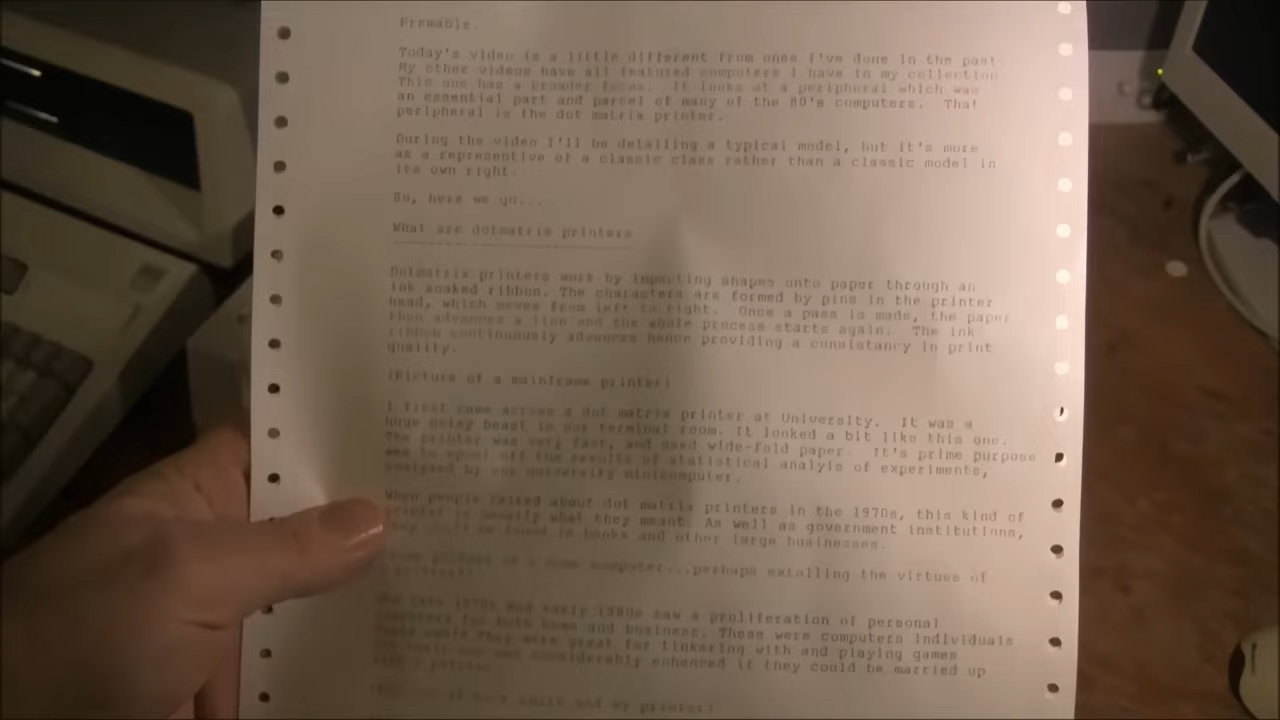 Premable.
Today's video is a little different from ones I've done in the past.
My other videos have all featured computers I have in my collection.
This one has a broader focus. It looks at a peripheral which was
an essential part and parcel of many of the 80's computers. That
peripheral is the dot matrix printer.
During the video I'll be detailing a typical model, but it's more
as a representive of a classic class rather than a classic model in
its own right.
So, here we go...
What are dotmatrix printers
Dotmatrix printers work by impacting shapes onto paper through an
ink soaked ribbon. The characters are formed by pins in the printer
head, which moves from left to right. Once a pass is made, the paper
then advances a line and the whole process starts again. The ink
ribbon continuously advances hence providing a consistancy in print
quality.
(Picture of a mainframe printer)
I first came across a dot matrix printer at University. It was a
huge noisy beast in our terminal room. It looked a bit like this one.
The printer was very fast, and used wide-fold paper. It's prime purpose
was to spool off the results of statistical analyis of experiments,
analysed by our university minicomputer.
When people talked about dot matrix printers in the 1970s, this kind of
printer is usually what they meant. As well as government institutions,
they could be found in banks and other large businesses.
picture of a home computer...perhaps extolling the virtues of
The late 1970s and early 1980s saw a proliferation of personal
computers for both home and business. These were computers individuals
could own. They were great for tinkering with and playing games
considerably enhanced if they could be married up
with a printer.
and my printer)